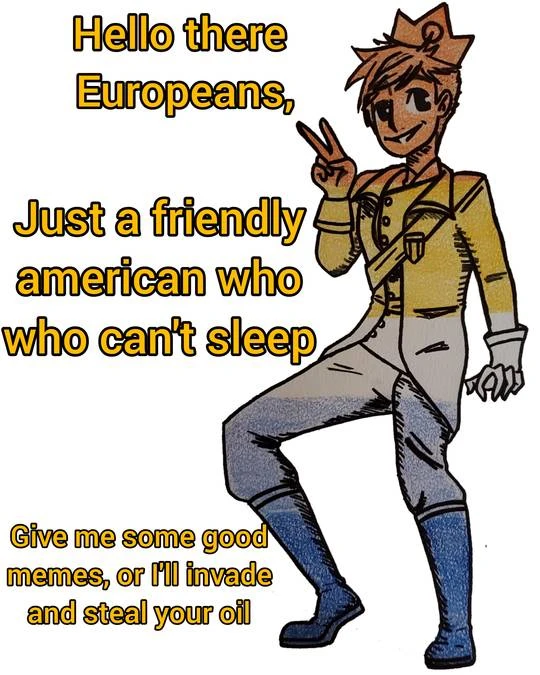 Hello there
Europeans,
Just a friendly
american who
who can't sleep
Give me some good
memes, or I'll invade
and steal your oil